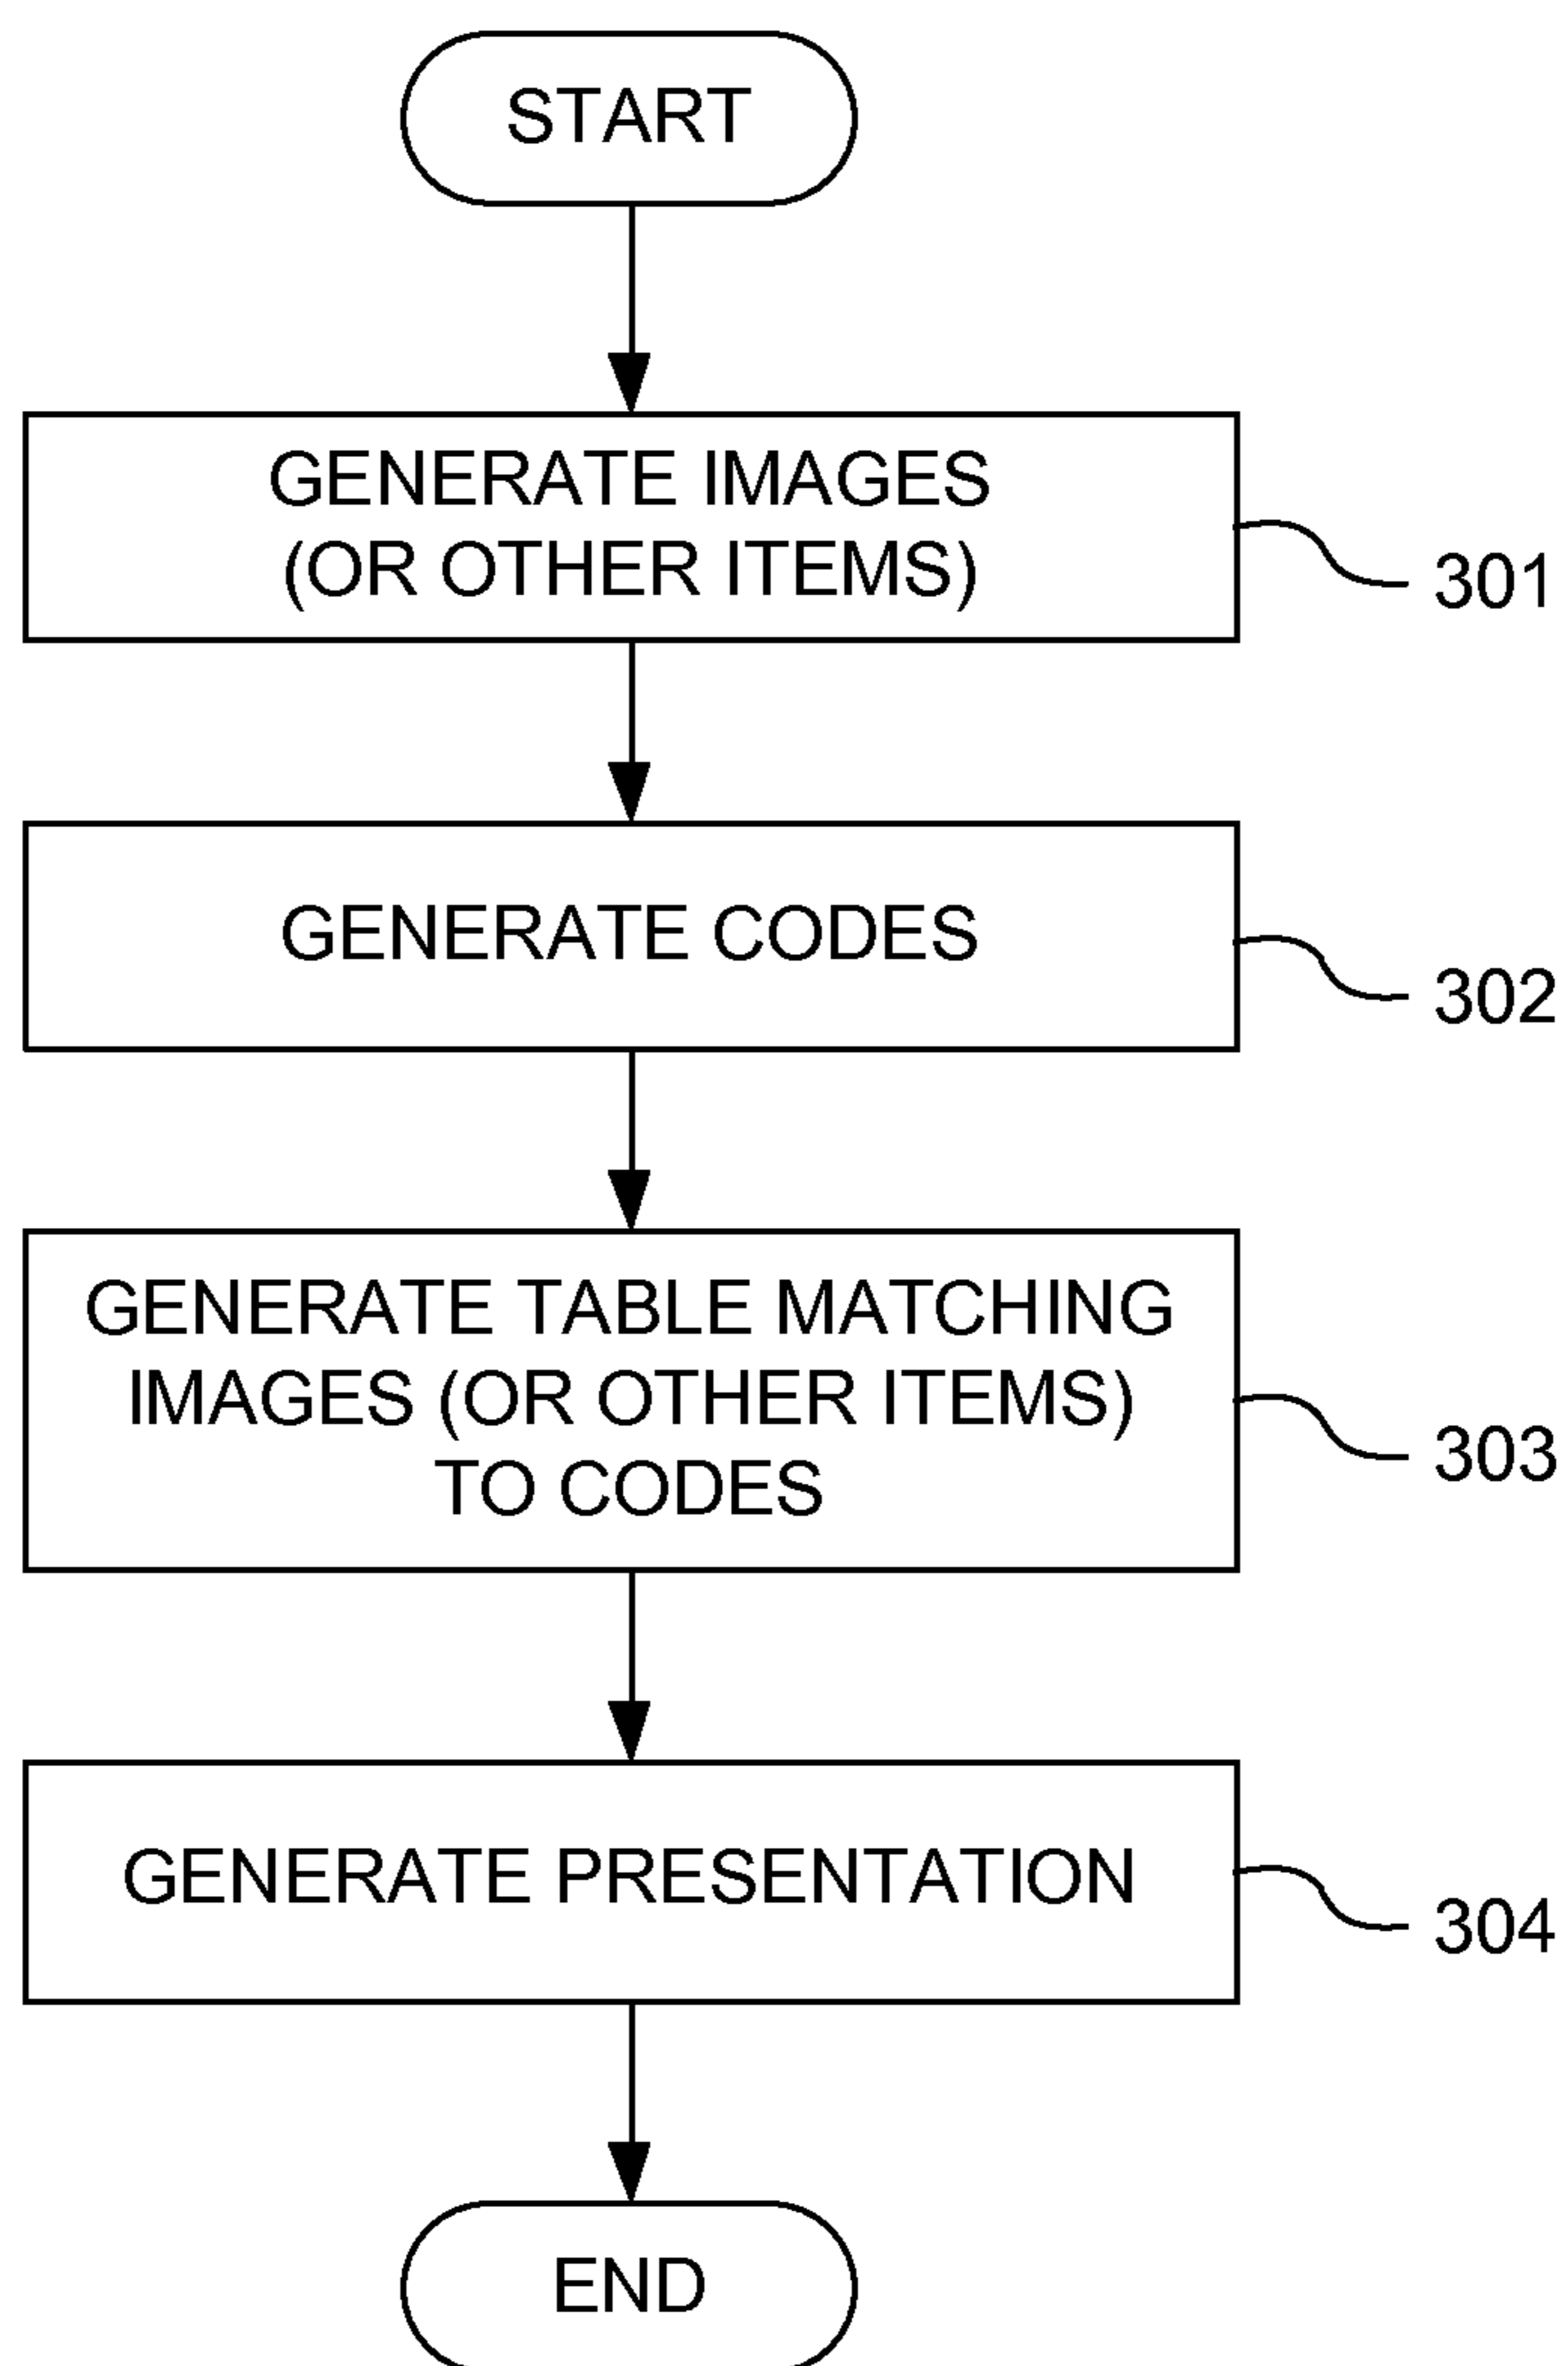 START
GENERATE IMAGES
(OR OTHER ITEMS)
301
GENERATE CODES
302
GENERATE TABLE MATCHING
IMAGES (OR OTHER ITEMS)
TO CODES
303
GENERATE PRESENTATION
304
END